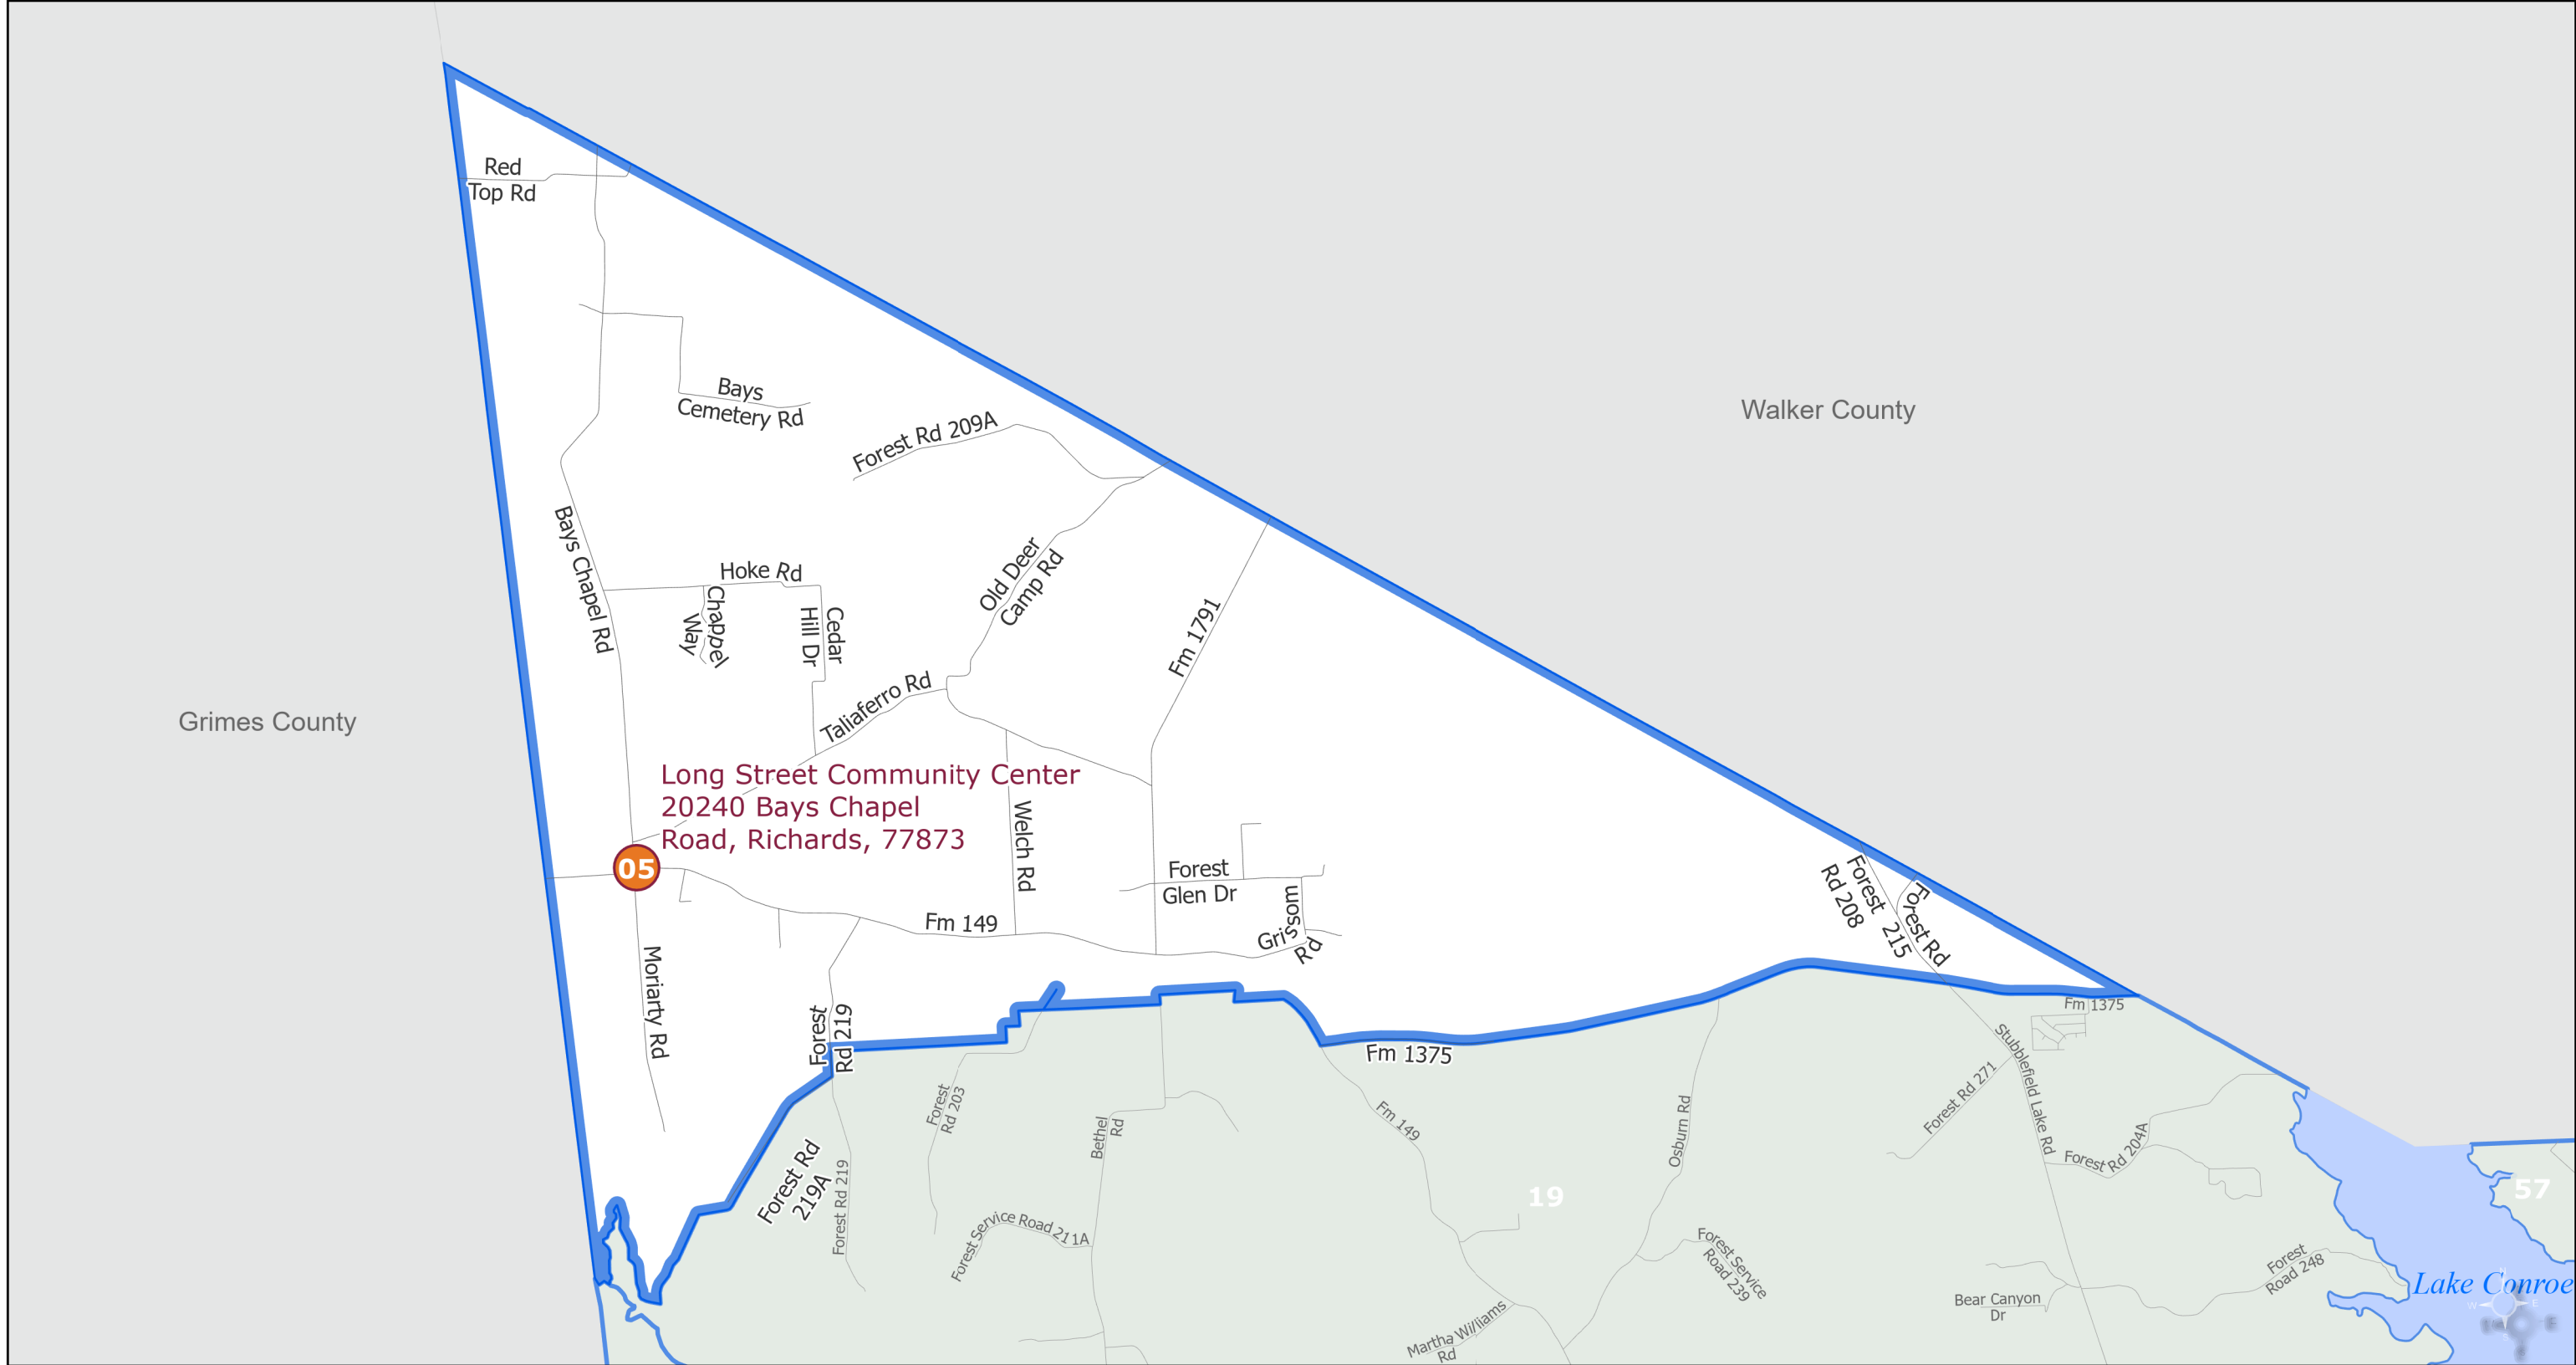 Red
Top Rd
Bays
Cemetery Rd
Forest Rd 209A
Walker County
Bays Chapel Rd
Hoke Rd
Chappel
Way
Cedar
Hill Dr
Old Deer
Camp Rd
Fm 1791
Taliaferro Rd
Grimes County
Long Street Community Center
20240 Bays Chapel
Road, Richards, 77873
05
Welch Rd
Forest
Glen Dr
Fm 149
Grissom
Rd
Forest
Rd 208
Forest Rd
215
Moriarty Rd
Forest
Rd 219
Fm 1375
Fm 1375
Stubblefield Lake Rd
Forest Rd 271
Forest
Rd 203
Bethel
Rd
Fm 149
Osburn Rd
Forest Rd 204A
Forest Rd
219A
Forest Rd 219
19
57
Forest Service Road 211A
Forest Service
Road 239
Forest
Road 248
Lake Conroe
Bear Canyon
Dr
Martha Williams
Rd
N
W
E